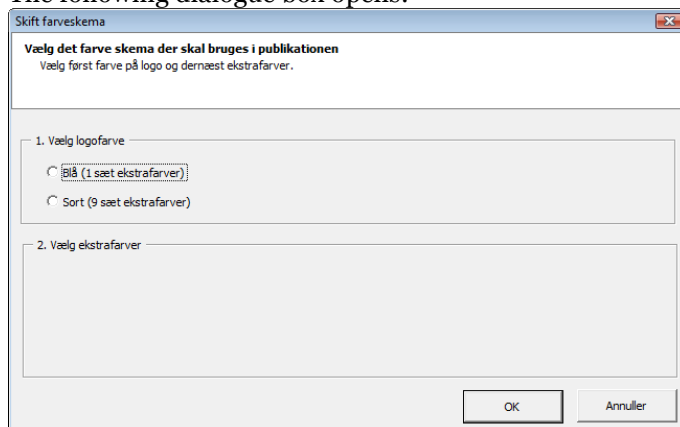 The following dialogue box opens:
Skift farveskema
Vælg det farve skema der skal bruges i publikationen
Vælg først farve på logo og dernæst ekstrafarver.
1. Vælg logofarve
Blå (1 sæt ekstrafarver)
Sort (9 sæt ekstrafarver)
2. Vælg ekstrafarver
OK
Annuller